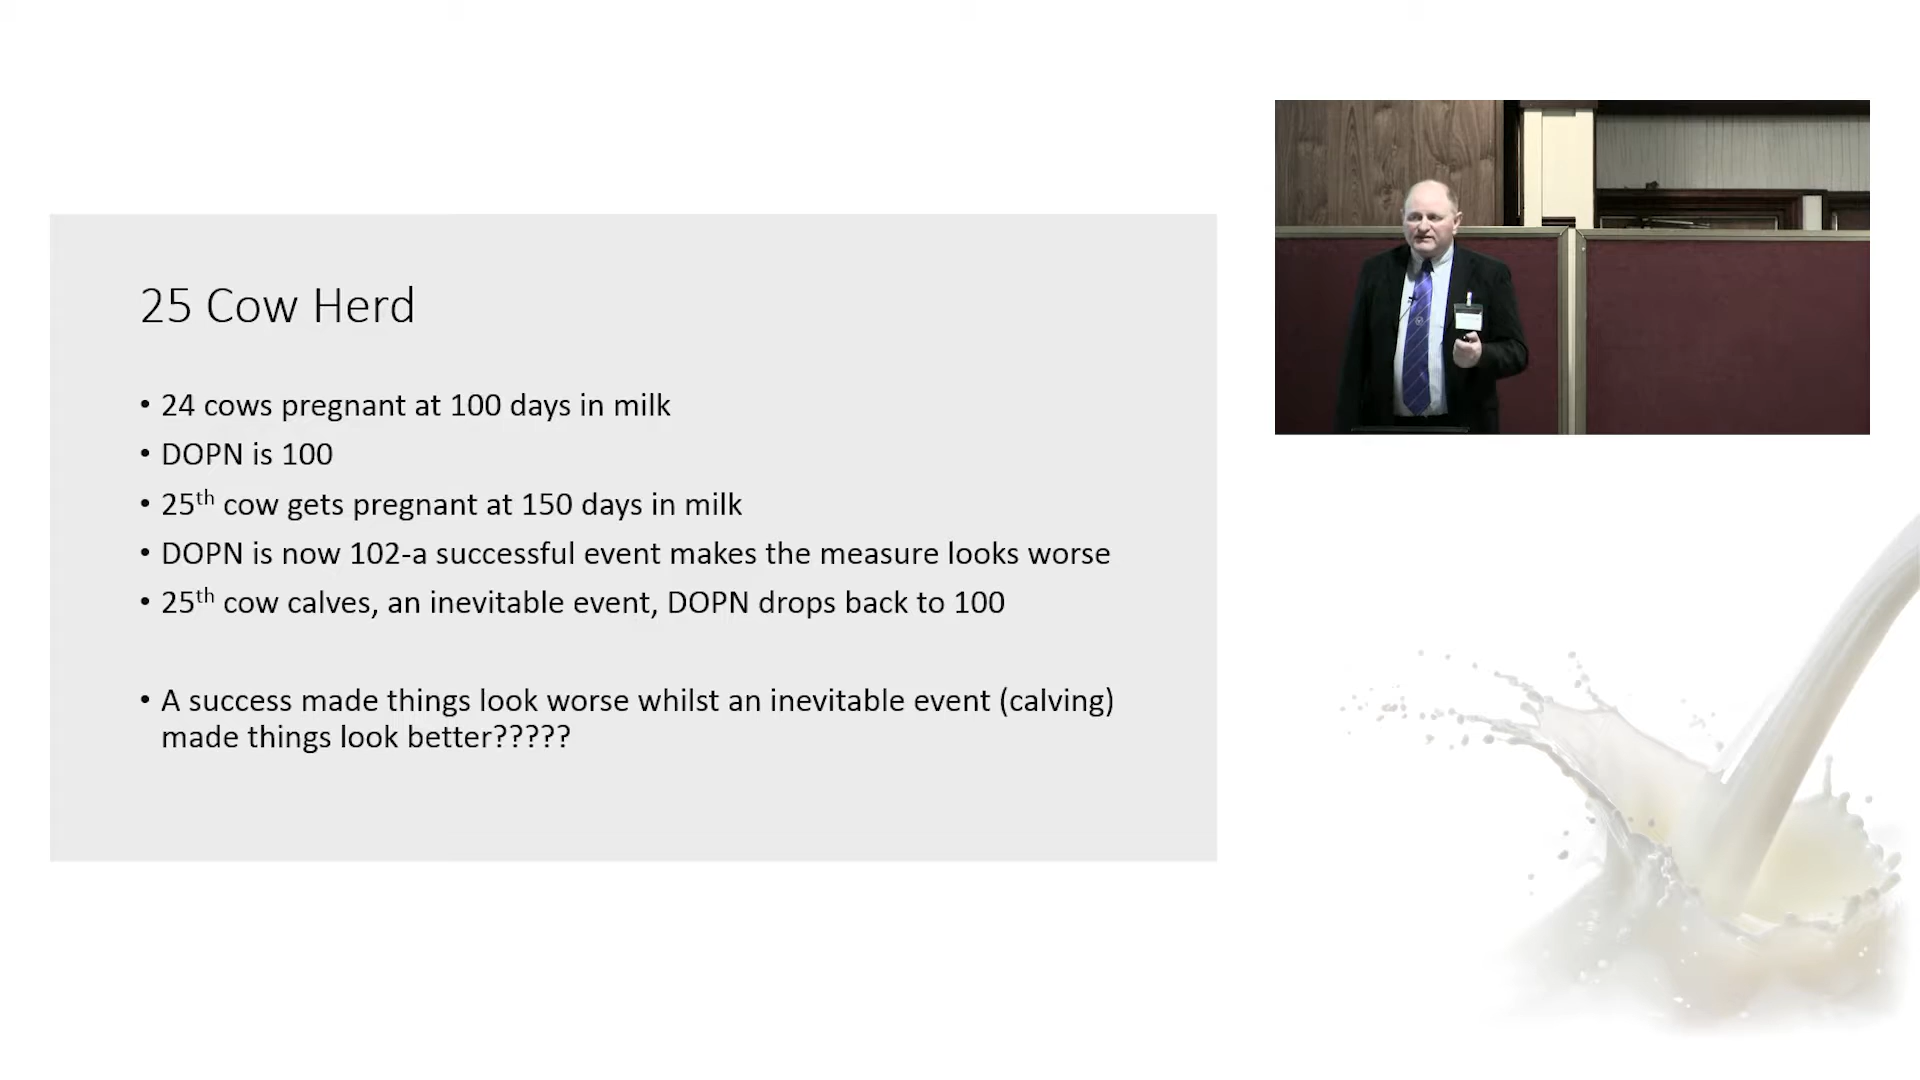 25 Cow Herd
• 24 cows pregnant at 100 days in milk
• DOPN is 100
• 25th cow gets pregnant at 150 days in milk
• DOPN is now 102-a successful event makes the measure looks worse
• 25th cow calves, an inevitable event, DOPN drops back to 100
• A success made things look worse whilst an inevitable event (calving)
made things look better?????